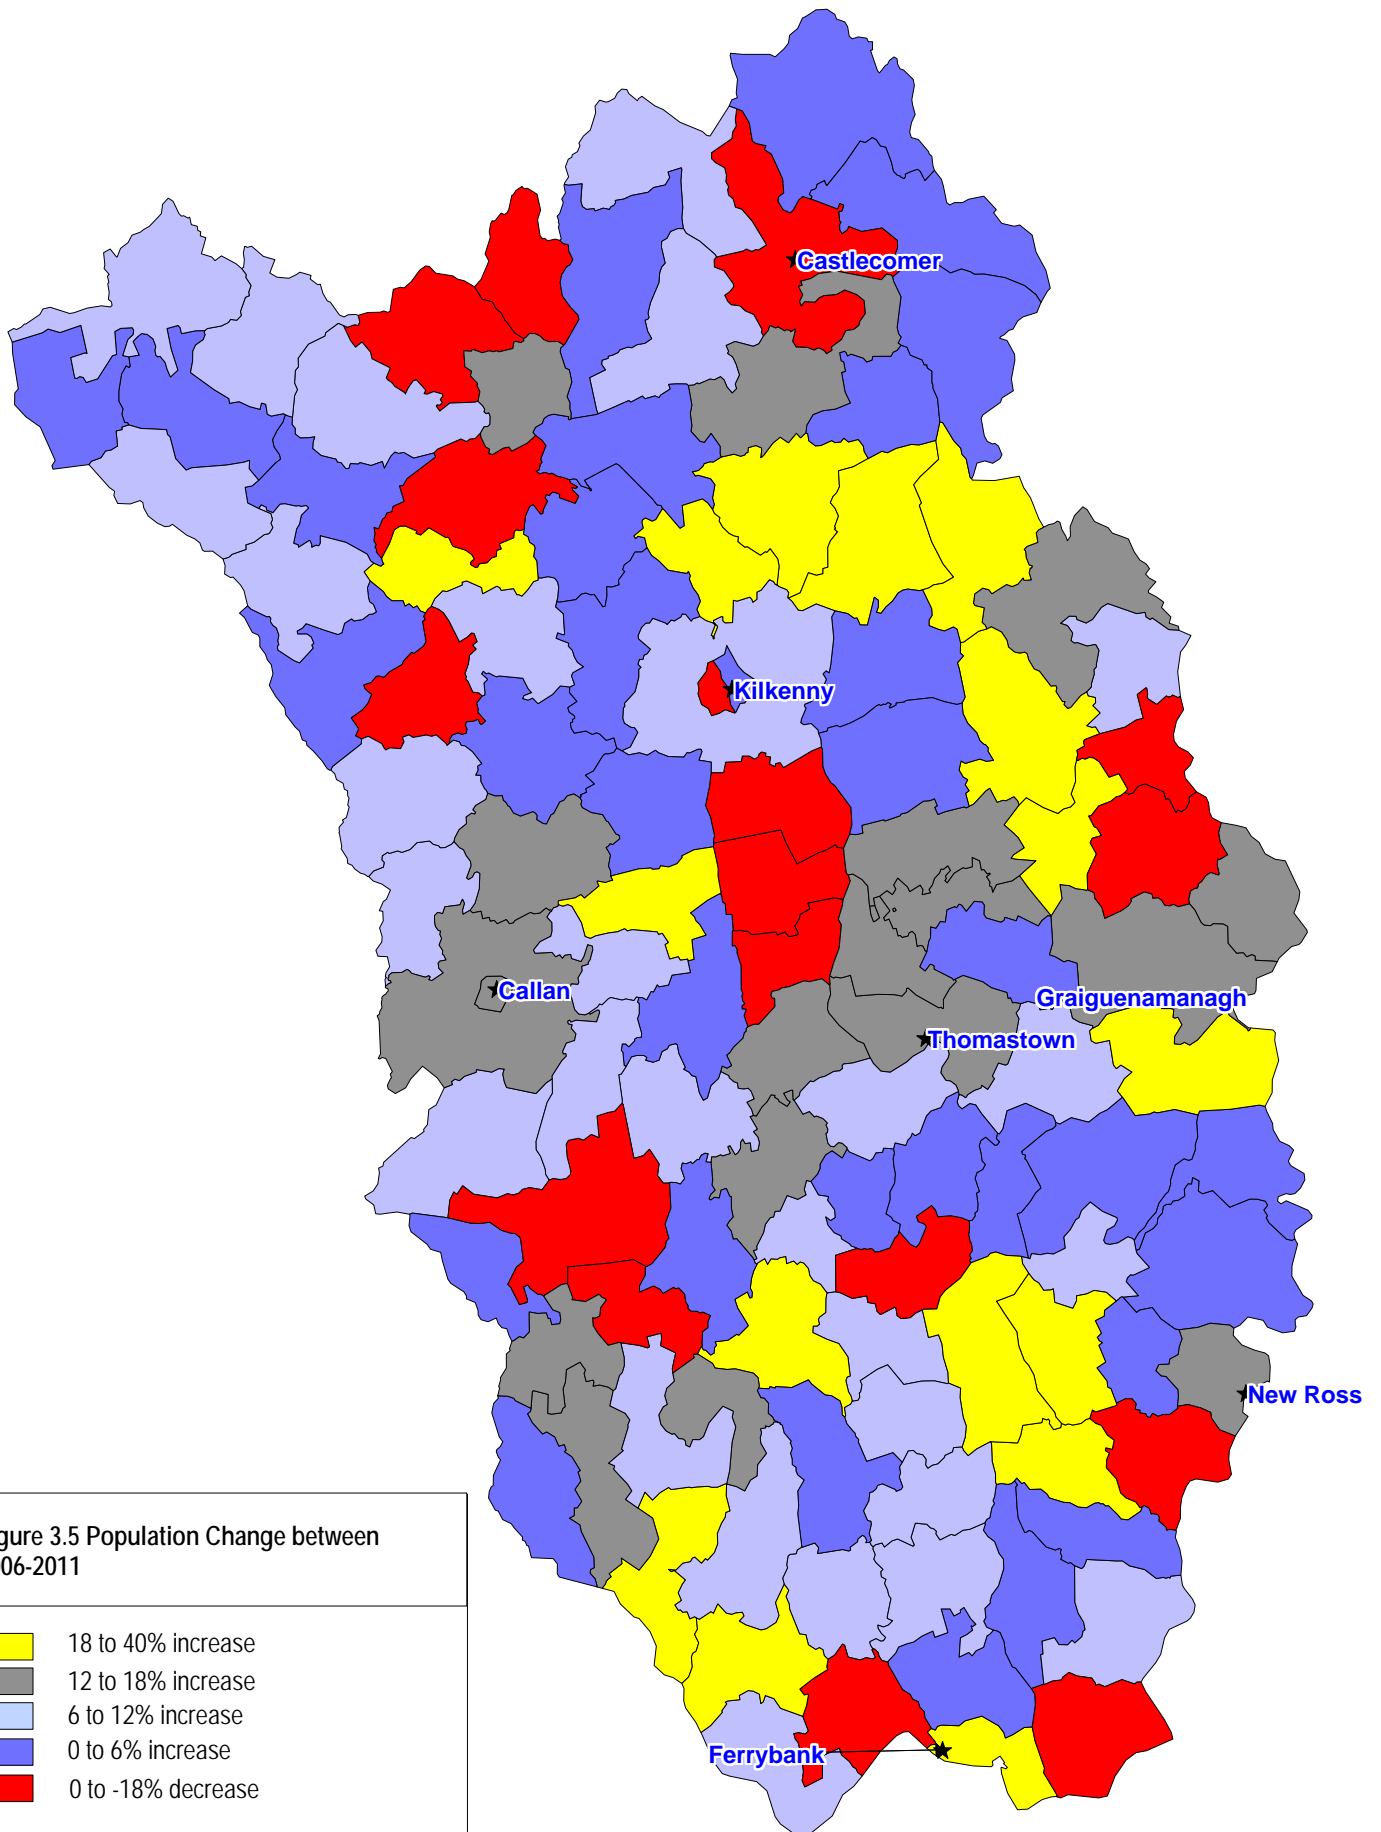 Castlecomer
Kilkenny
Callan
Graiguenamanagh
Thomastown
New Ross
gure 3.5 Population Change between
06-2011
18 to 40% increase
12 to 18% increase
6 to 12% increase
0 to 6% increase
Ferrybank
0 to -18% decrease